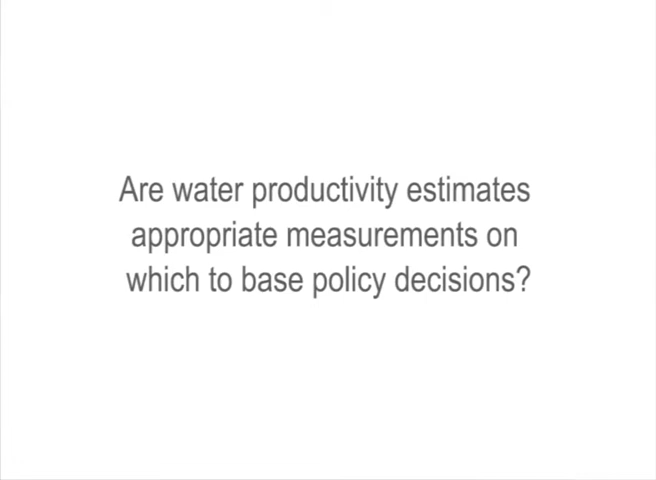 Are water productivity estimates
appropriate measurements on
which to base policy decisions?